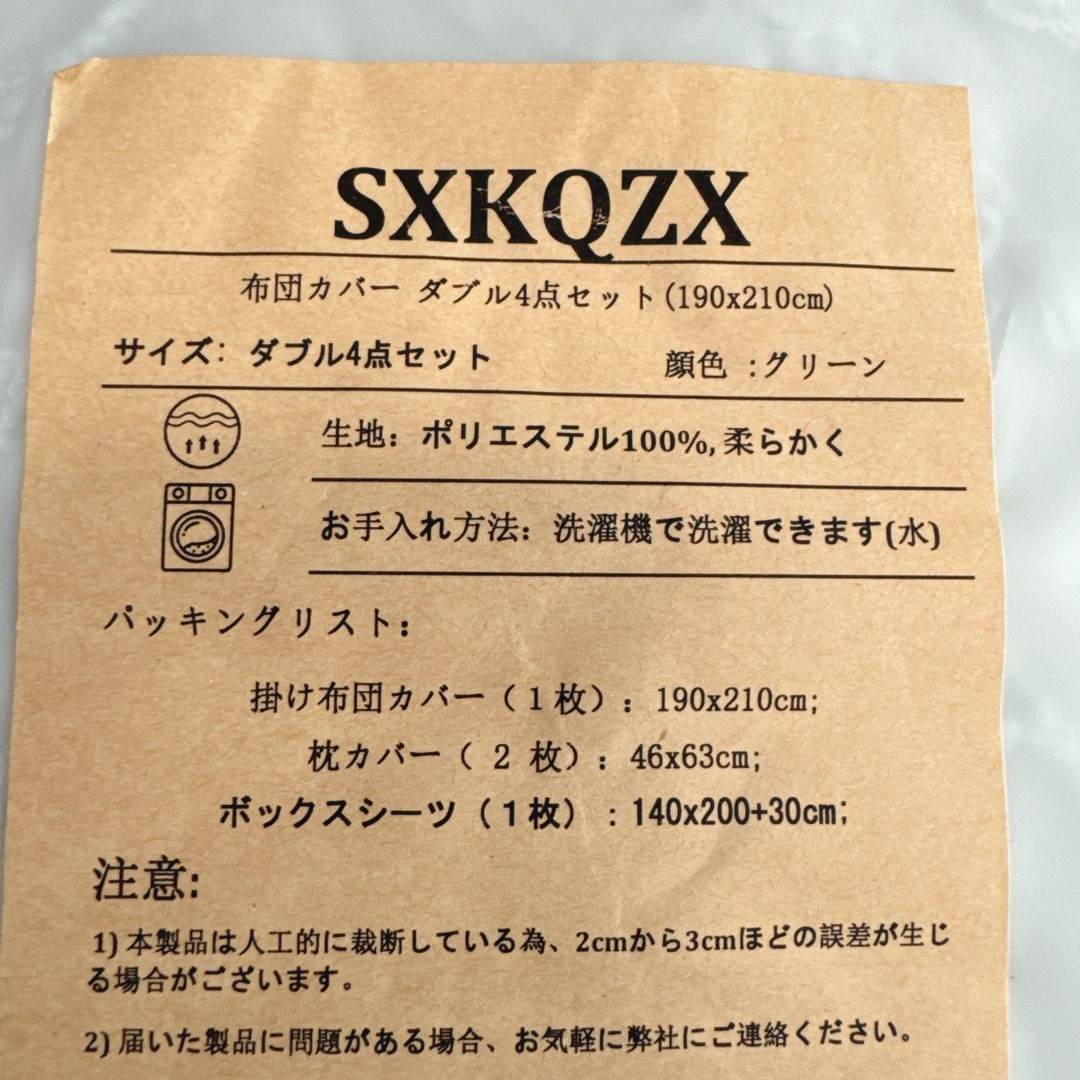 SXKQZX
布団カバー ダブル4点セット(190x210cm)
サイズ: ダブル4点セット 顔色 :グリーン
生地：ポリエステル100%,柔らかく
お手入れ方法：洗濯機で洗濯できます(水)
パッキングリスト：
掛け布団カバー（１枚）：190x210cm;
枕カバー（ 2 枚）：46x63cm;
ボックスシーツ（１枚）：140x200+30cm;
注意:
1) 本製品は人工的に裁断している為、2cmから3cmほどの誤差が生じ
る場合がございます。
2) 届いた製品に問題がある場合、お気軽に弊社にご連絡ください。